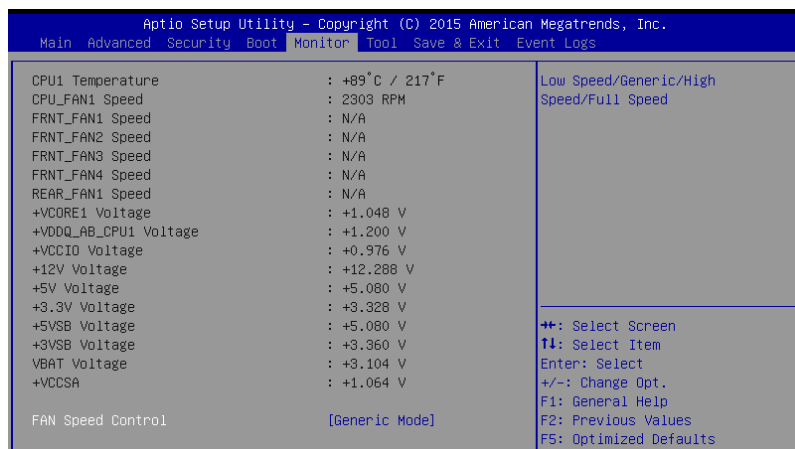 Aptio Setup Utility – Copyright (C) 2015 American Megatrends, Inc.
Main Advanced Security Boot Monitor Tool Save & Exit Event Logs
CPU1 Temperature : +89°C / 217°F
CPU_FAN1 Speed : 2303 RPM
FRNT_FAN1 Speed : N/A
FRNT_FAN2 Speed : N/A
FRNT_FAN3 Speed : N/A
FRNT_FAN4 Speed : N/A
REAR_FAN1 Speed : N/A
+VCORE1 Voltage : +1.048 V
+VDDQ_AB_CPU1 Voltage : +1.200 V
+VCCIO Voltage : +0.976 V
+12V Voltage : +12.288 V
+5V Voltage : +5.080 V
+3.3V Voltage : +3.328 V
+5VSB Voltage : +5.080 V
+3VSB Voltage : +3.360 V
VBAT Voltage : +3.104 V
+VCCSA : +1.064 V
FAN Speed Control [Generic Mode]
Low Speed/Generic/High
Speed/Full Speed
→←: Select Screen
↑↓: Select Item
Enter: Select
+/-: Change Opt.
F1: General Help
F2: Previous Values
F5: Optimized Defaults